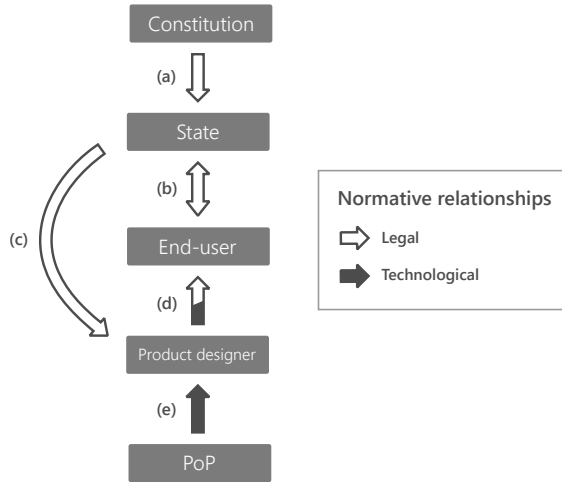 Constitution
(a)
State
(b)
(c)
End-user
(d)
Product designer
(e)
PoP
Normative relationships
Legal
Technological